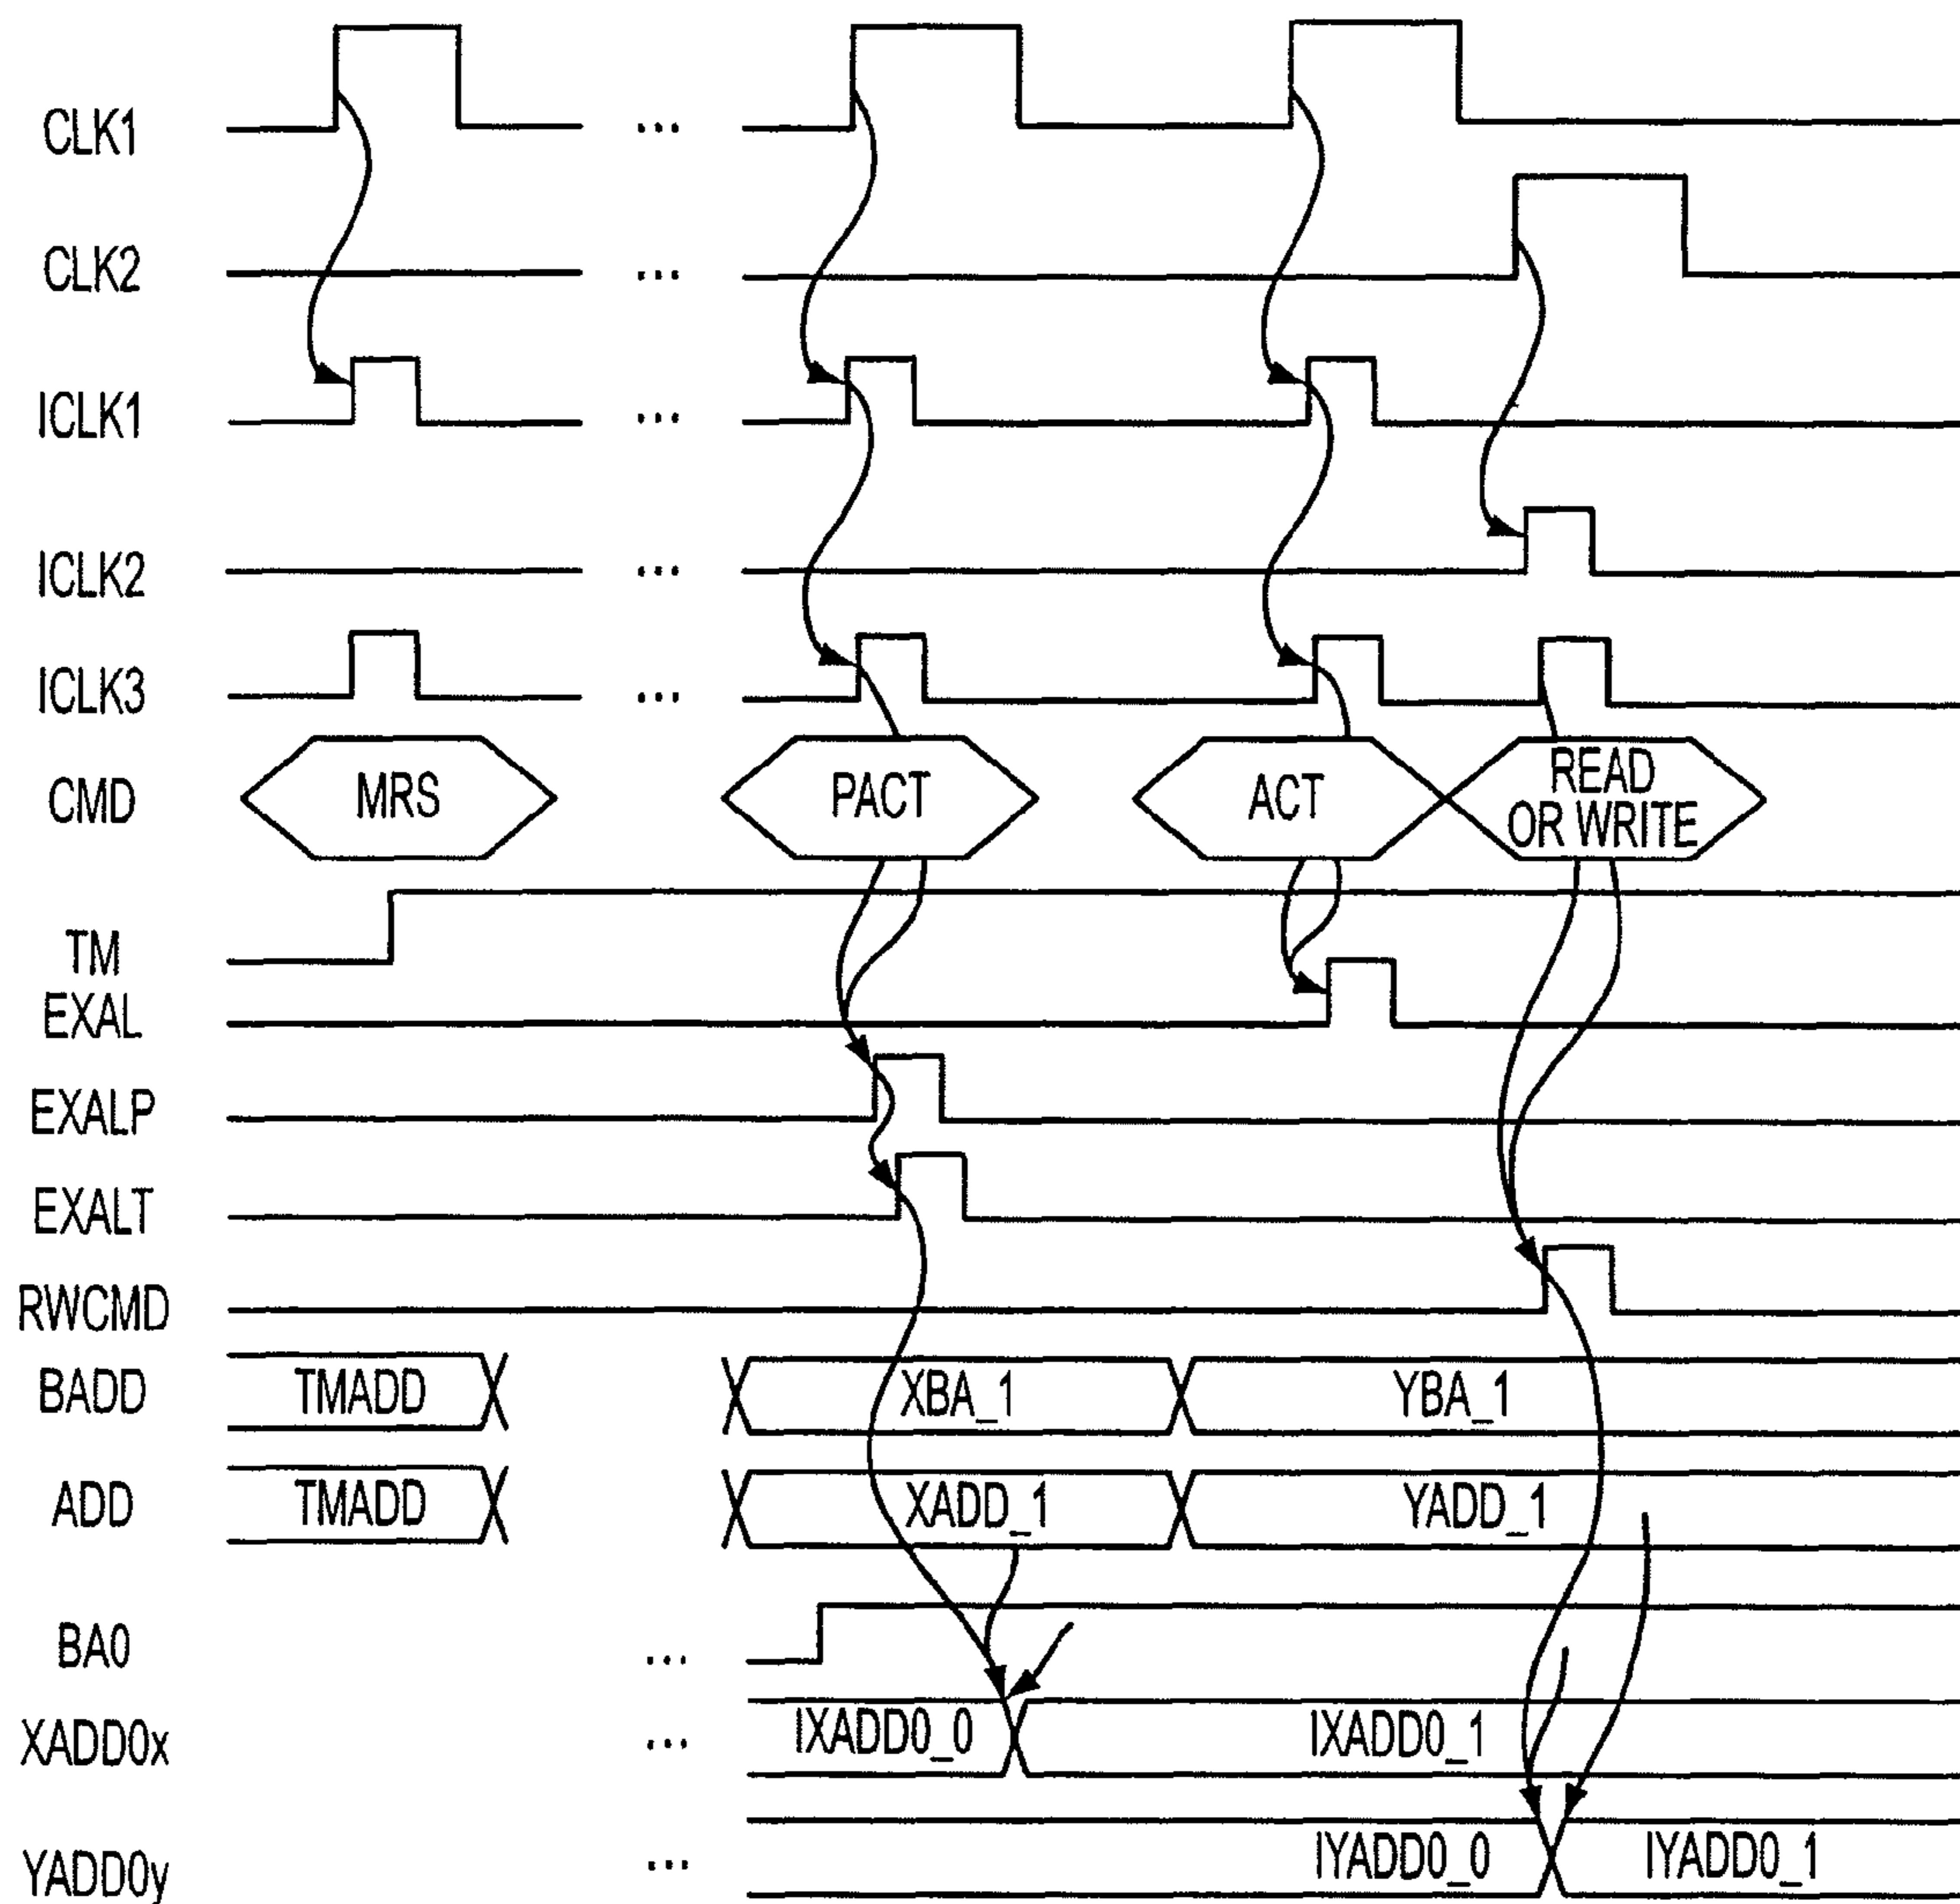 CLK1
...
CLK2
...
ICLK1
...
ICLK2
...
ICLK3
...
CMD
MRS
PACT
ACT
READ
OR WRITE
TM
EXAL
EXALP
EXALT
RWCMD
BADD
TMADD
XBA_1
YBA_1
ADD
TMADD
XADD_1
YADD_1
BA0
...
XADD0x
...
IXADD0_0
IXADD0_1
YADD0y
...
IYADD0_0
IYADD0_1